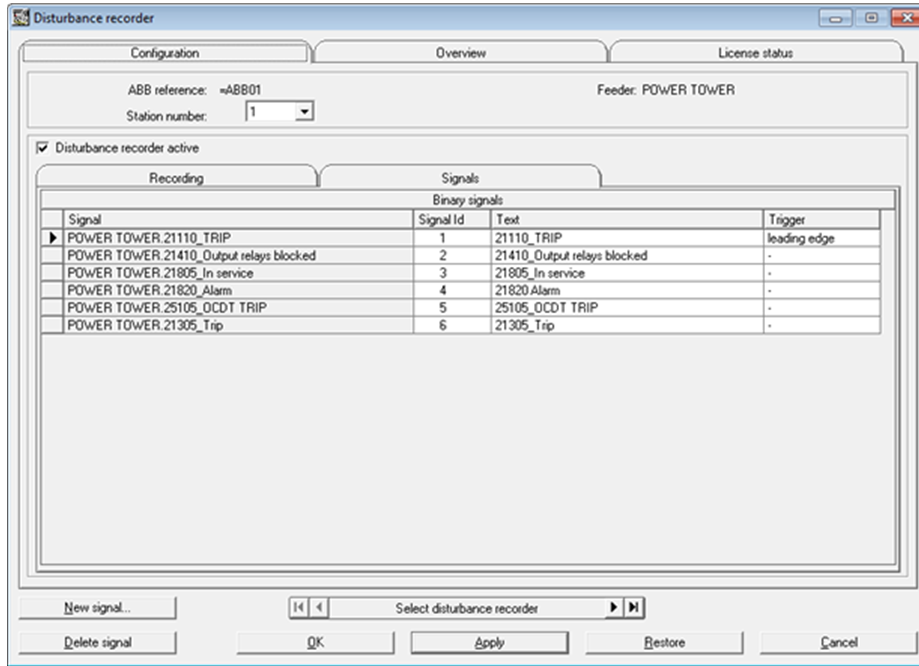 Disturbance recorder
Configuration Overview License status
ABB reference: =ABB01 Feeder: POWER TOWER
Station number: 1
Disturbance recorder active
Recording Signals
Binary signals
Signal Signal Id Text Trigger
POWER TOWER.21110_TRIP 1 21110_TRIP leading edge
POWER TOWER.21410_Output relays blocked 2 21410_Output relays blocked -
POWER TOWER.21805_In service 3 21805_In service -
POWER TOWER.21820_Alarm 4 21820 Alarm -
POWER TOWER.25105_OCDT TRIP 5 25105_OCDT TRIP -
POWER TOWER.21305_Trip 6 21305_Trip -
New signal... Select disturbance recorder
Delete signal OK Apply Restore Cancel